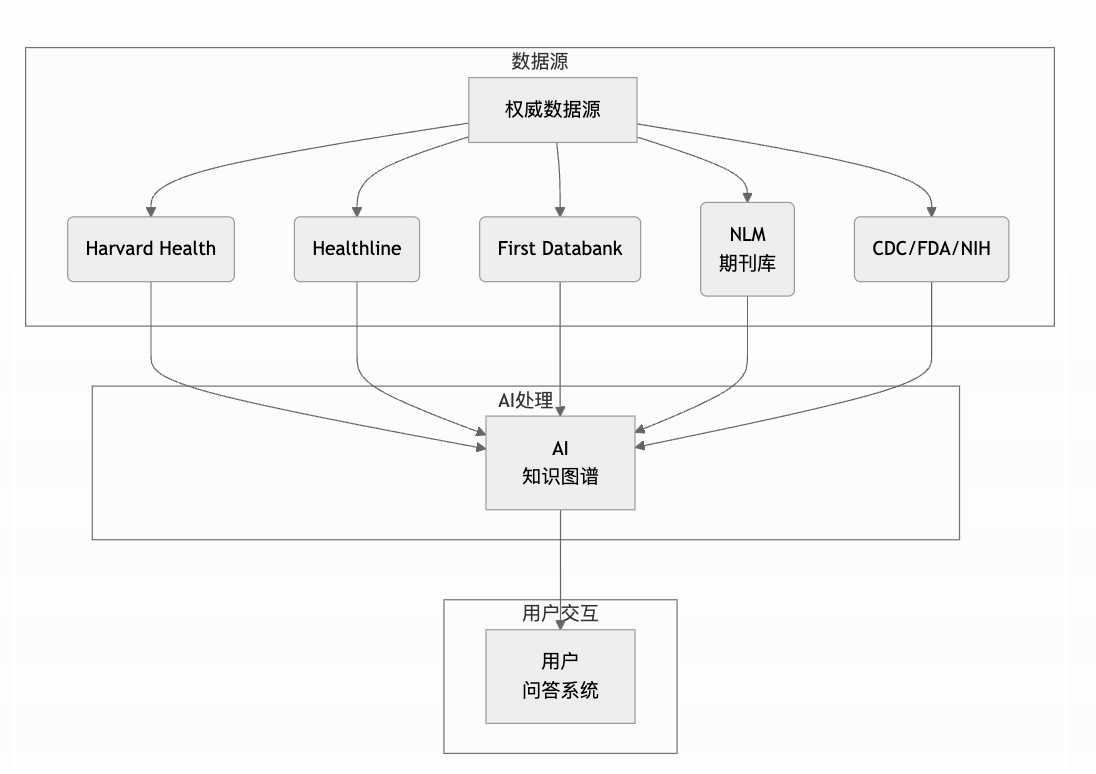 数据源
权威数据源
Harvard Health
Healthline
First Databank
NLM
期刊库
CDC/FDA/NIH
AI处理
AI
知识图谱
用户交互
用户
问答系统